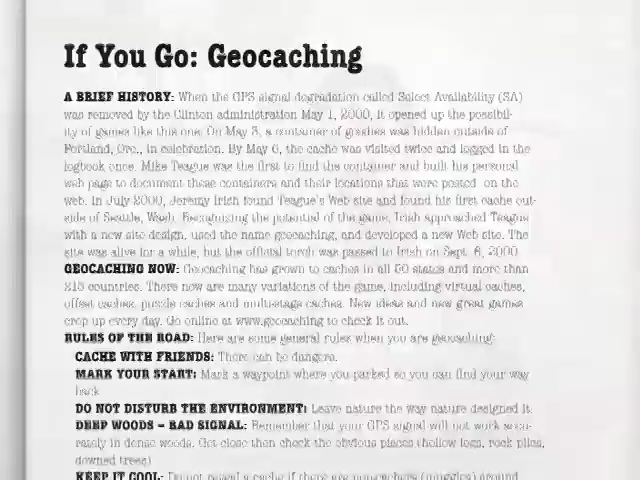 If You Go: Geocaching
A BRIEF HISTORY: When the GPS signal degradation called Select Availability (SA)
was removed by the Clinton administration May 1, 2000, it opened up the possibil-
ity of games like this one. On May 3, a container of goodies was hidden outside of
Portland, Ore., in celebration. By May 6, the cache was visited twice and logged in the
logbook once. Mike Teague was the first to find the container and built his personal
web page to document these containers and their locations that were posted on the
web. In July 2000, Jeremy Irish found Teague's Web site and found his first cache out-
side of Seattle, Wash. Recognizing the potential of the game, Irish approached Teague
with a new site design, used the name geocaching, and developed a new Web site. The
site was alive for a while, but the official torch was passed to Irish on Sept. 6, 2000.
GEOCACHING NOW: Geocaching has grown to caches in all 50 states and more than
215 countries. There now are many variations of the game, including virtual caches,
offset caches, puzzle caches and multi-stage caches. New ideas and new great games
crop up every day. Go online at www.geocaching to check it out.
RULES OF THE ROAD: Here are some general rules when you are geocaching:
CACHE WITH FRIENDS: There can be dangers.
MARK YOUR START: Mark a waypoint where you parked so you can find your way
back.
DO NOT DISTURB THE ENVIRONMENT: Leave nature the way nature designed it.
DEEP WOODS – BAD SIGNAL: Remember that your GPS signal will not work accu-
rately in dense woods. Get close then check the obvious places (hollow logs, rock piles,
downed trees)
KEEP IT COOL: Do not reveal a cache if there are non-cachers (muggles) around